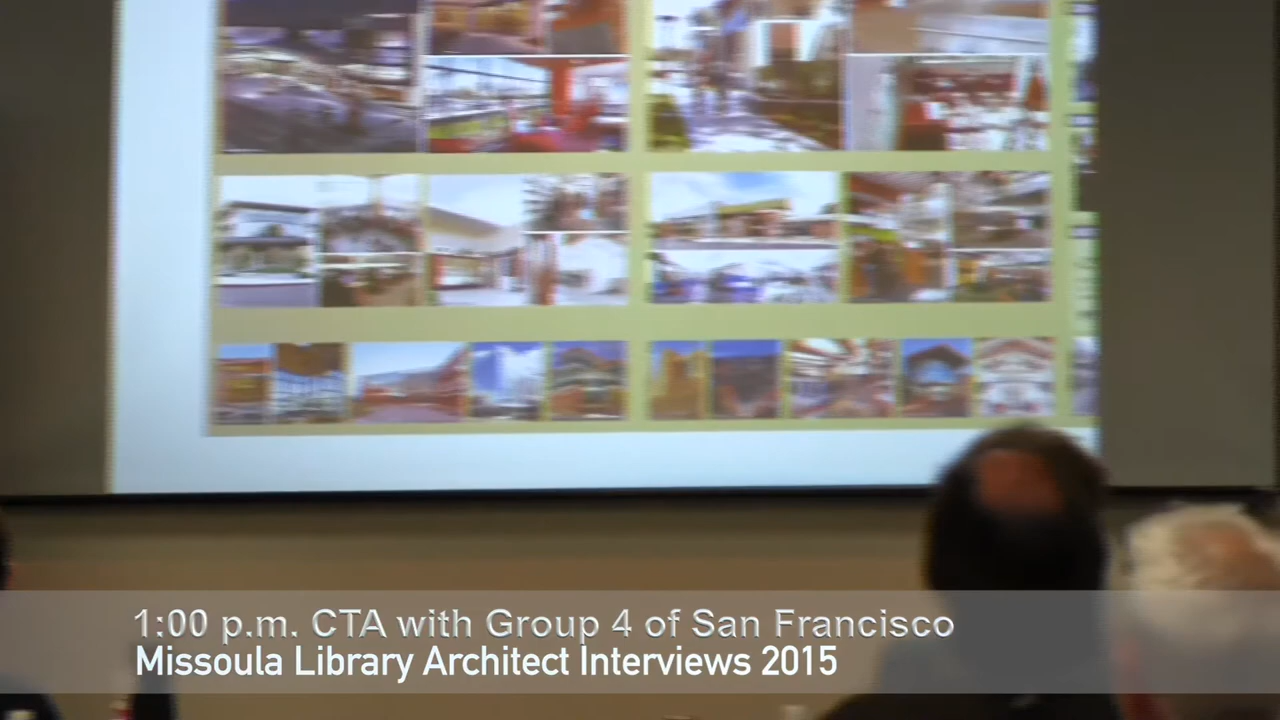 1:00 p.m. CTA with Group 4 of San Francisco
Missoula Library Architect Interviews 2015